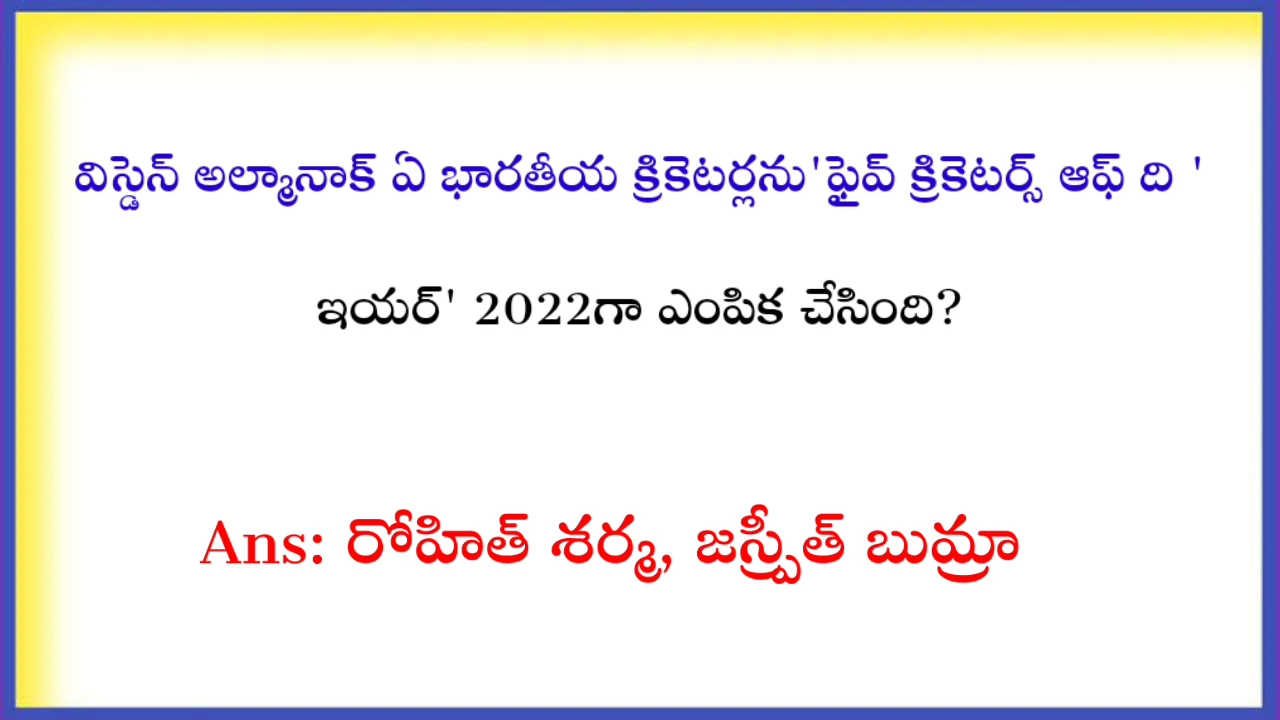 విస్డెన్ అల్మానాక్ ఏ భారతీయ క్రికెటర్లను'ఫైవ్ క్రికెటర్స్ ఆఫ్ ది '
ఇయర్' 2022గా ఎంపిక చేసింది?
Ans: రోహిత్ శర్మ, జస్ప్రీత్ బుమ్రా